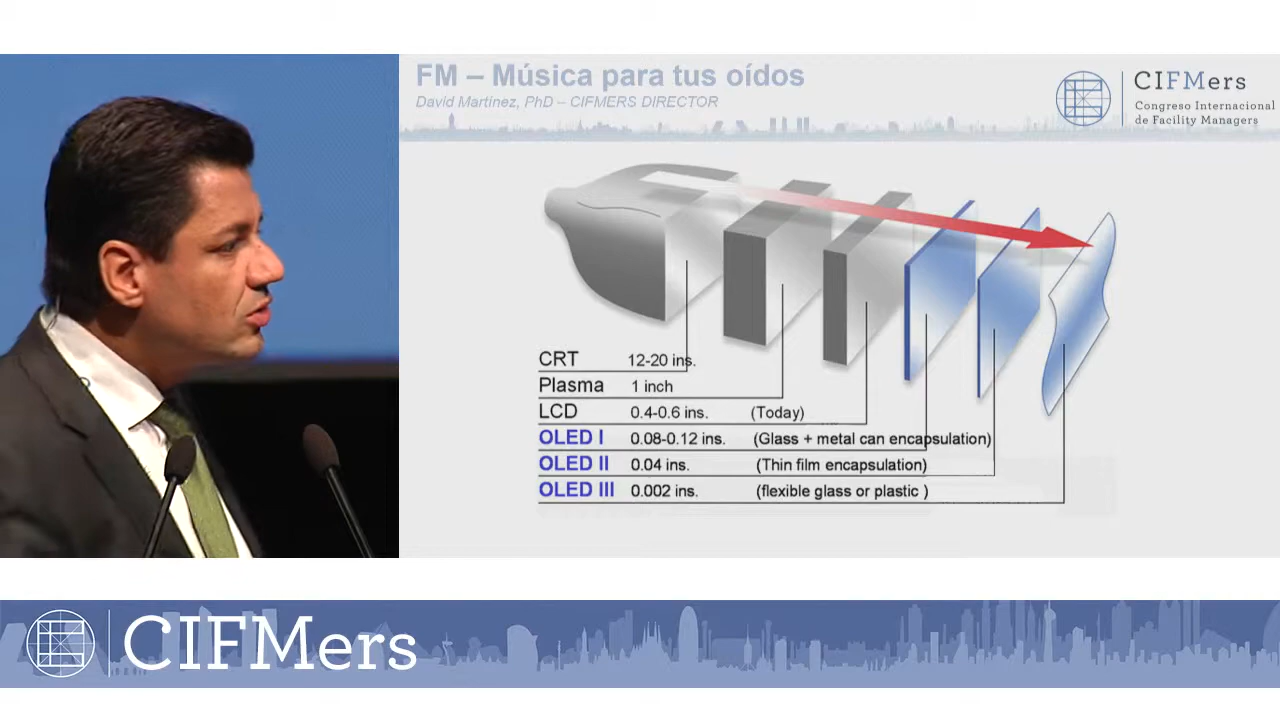 FM – Música para tus oídos
David Martínez, PhD – CIFMERS DIRECTOR
CIFMers
Congreso Internacional
de Facility Managers
CRT 12-20 ins.
Plasma 1 inch
LCD 0.4-0.6 ins. (Today)
OLED I 0.08-0.12 ins. (Glass + metal can encapsulation)
OLED II 0.04 ins. (Thin film encapsulation)
OLED III 0.002 ins. (flexible glass or plastic )
CIFMers